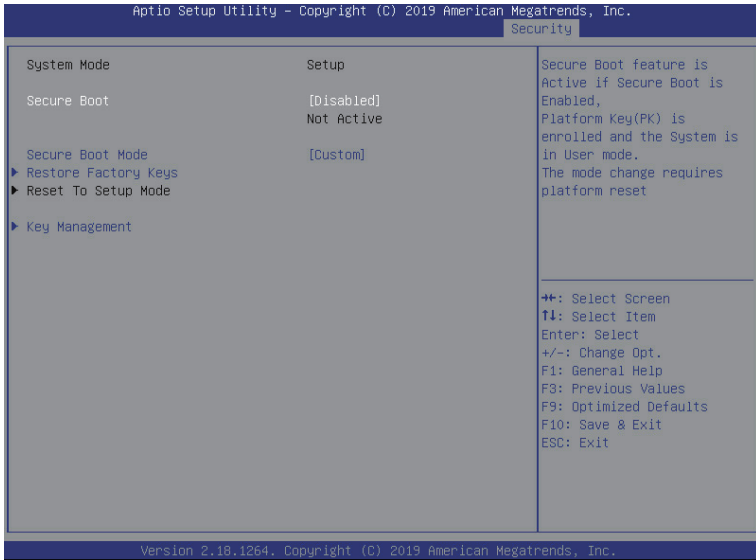 Aptio Setup Utility – Copyright (C) 2019 American Megatrends, Inc.
Security
System Mode Setup
Secure Boot [Disabled]
Not Active
Secure Boot Mode [Custom]
▶ Restore Factory Keys
▶ Reset To Setup Mode
▶ Key Management
Secure Boot feature is
Active if Secure Boot is
Enabled,
Platform Key(PK) is
enrolled and the System is
in User mode.
The mode change requires
platform reset
→←: Select Screen
↑↓: Select Item
Enter: Select
+/-: Change Opt.
F1: General Help
F3: Previous Values
F9: Optimized Defaults
F10: Save & Exit
ESC: Exit
Version 2.18.1264. Copyright (C) 2019 American Megatrends, Inc.